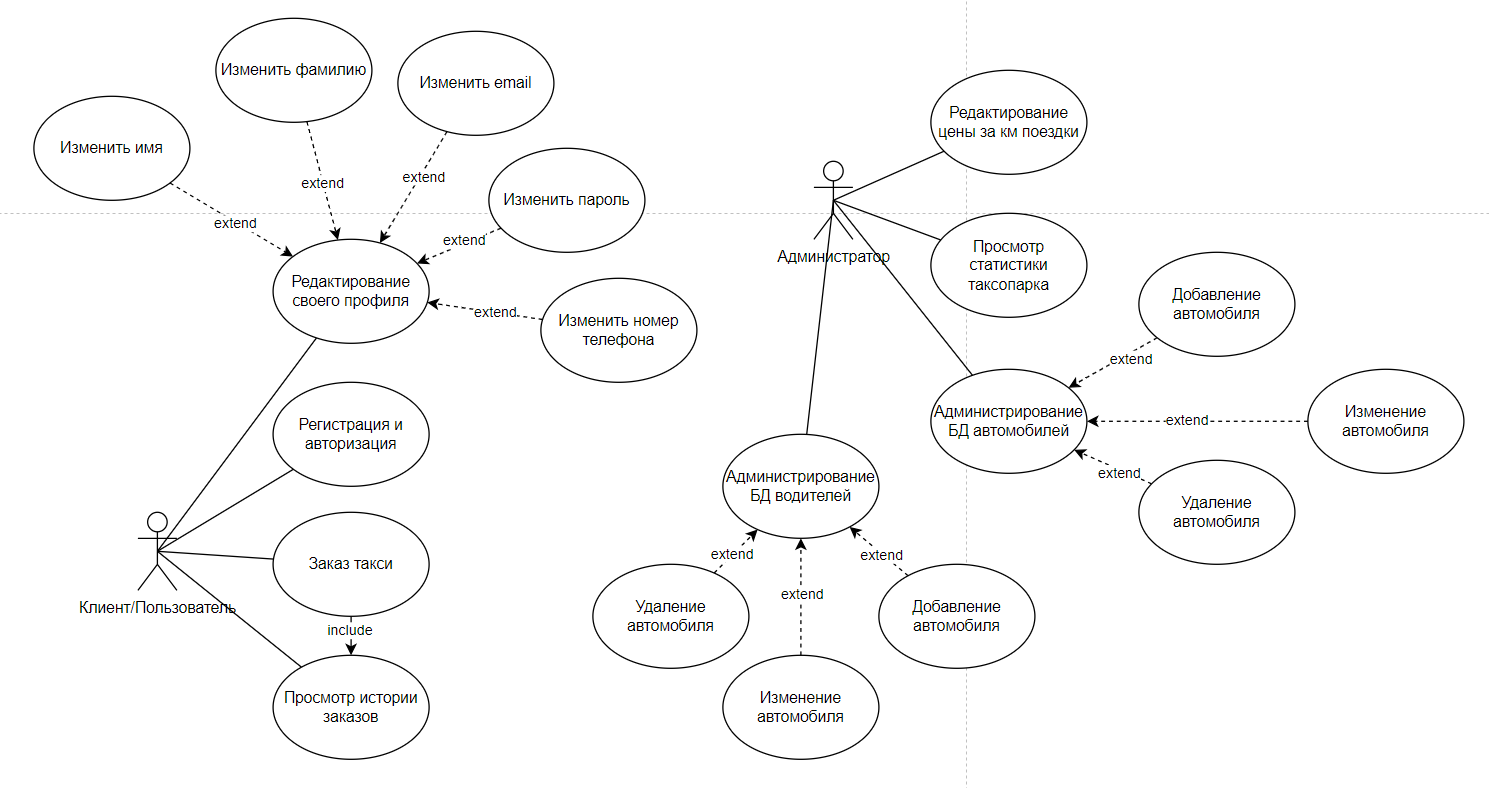 Изменить фамилию
Изменить email
Изменить имя
Изменить пароль
extend
extend
extend
extend
extend
Редактирование
своего профиля
Изменить номер
телефона
Регистрация и
авторизация
Заказ такси
include
Просмотр истории
заказов
Клиент/Пользователь
Редактирование
цены за км поездки
Администратор
Просмотр
статистики
таксопарка
Добавление
автомобиля
extend
Администрирование
БД автомобилей
extend
Изменение
автомобиля
extend
Удаление
автомобиля
Администрирование
БД водителей
extend
extend
extend
Удаление
автомобиля
Изменение
автомобиля
Добавление
автомобиля